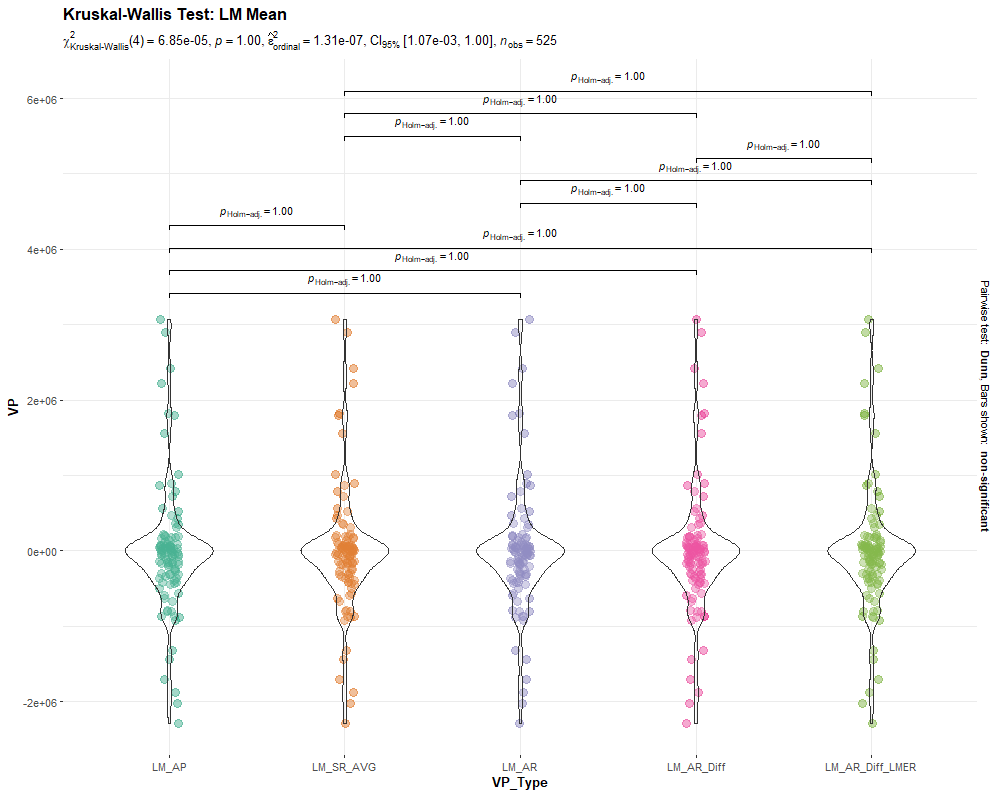 Kruskal-Wallis Test: LM Mean
χ²Kruskal-Wallis(4) = 6.85e-05, p = 1.00, ε̂²ordinal = 1.31e-07, CI95% [1.07e-03, 1.00], nobs = 525
pHolm-adj. = 1.00
pHolm-adj. = 1.00
pHolm-adj. = 1.00
pHolm-adj. = 1.00
pHolm-adj. = 1.00
pHolm-adj. = 1.00
pHolm-adj. = 1.00
pHolm-adj. = 1.00
pHolm-adj. = 1.00
pHolm-adj. = 1.00
6e+06
4e+06
2e+06
0e+00
-2e+06
VP
LM_AP LM_SR_AVG LM_AR LM_AR_Diff LM_AR_Diff_LMER
VP_Type
Pairwise test: Dunn, Bars shown: non-significant